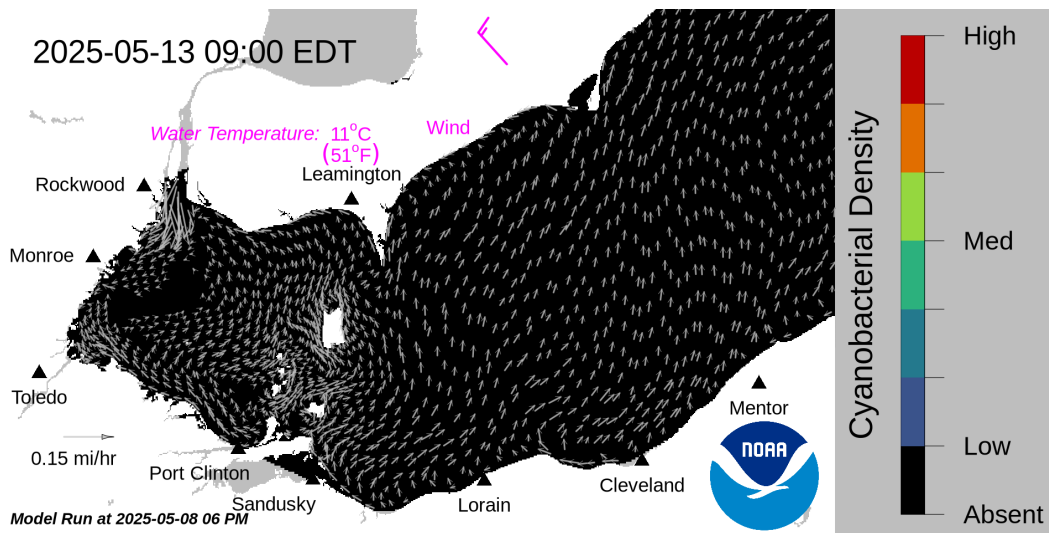 2025-05-13 09:00 EDT
Water Temperature: 11°C
(51°F)
Wind
Leamington
Rockwood
Monroe
Toledo
0.15 mi/hr
Port Clinton
Sandusky
Lorain
Cleveland
Mentor
NOAA
Model Run at 2025-05-08 06 PM
Cyanobacterial Density
High
Med
Low
Absent